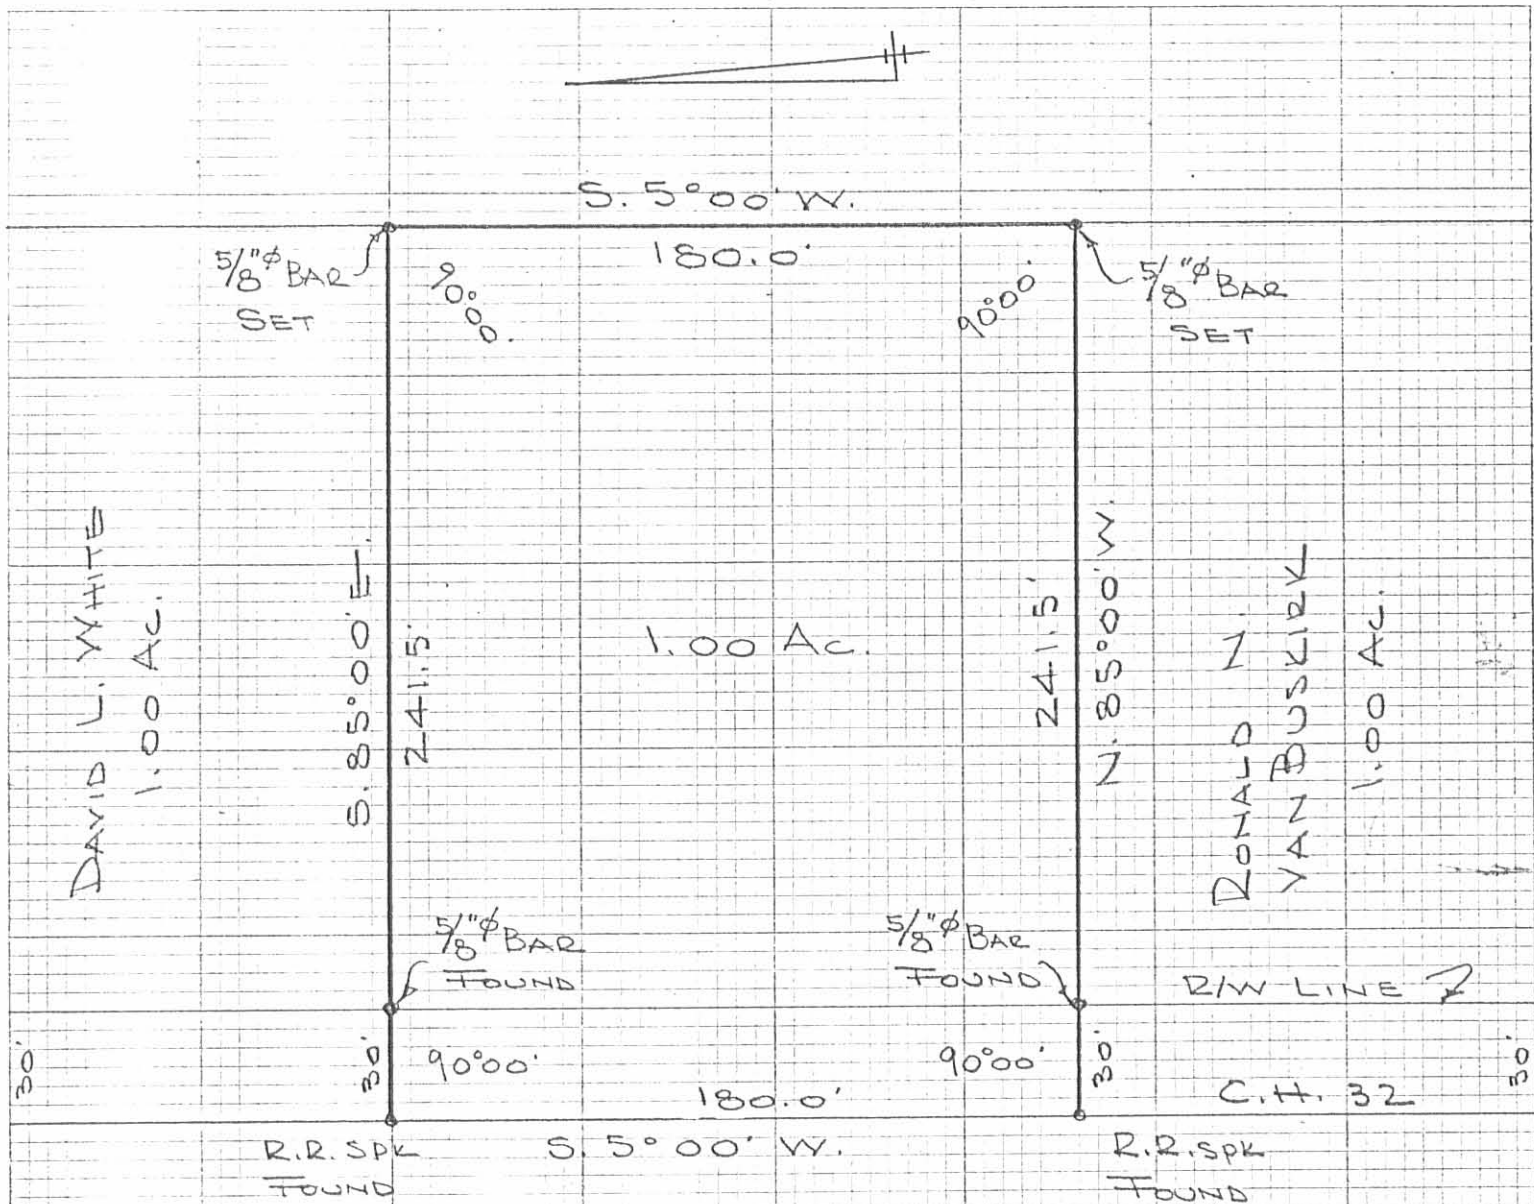 S. 5°00' W.
180.0'
5/8"φ BAR
SET
90°00'
90°00'
5/8"φ BAR
SET
DAVID L. WHITE
1.00 AC.
S. 85°00' E.
241.5'
1.00 AC.
241.5'
N. 85°00' W.
RONALD N.
VAN BUSKIRK
1.00 AC.
5/8"φ BAR
FOUND
5/8"φ BAR
FOUND
R/W LINE
30'
30'
90°00'
90°00'
30'
30'
180.0'
C.H. 32
R.R. SPK
FOUND
S. 5°00' W.
R.R. SPK
FOUND